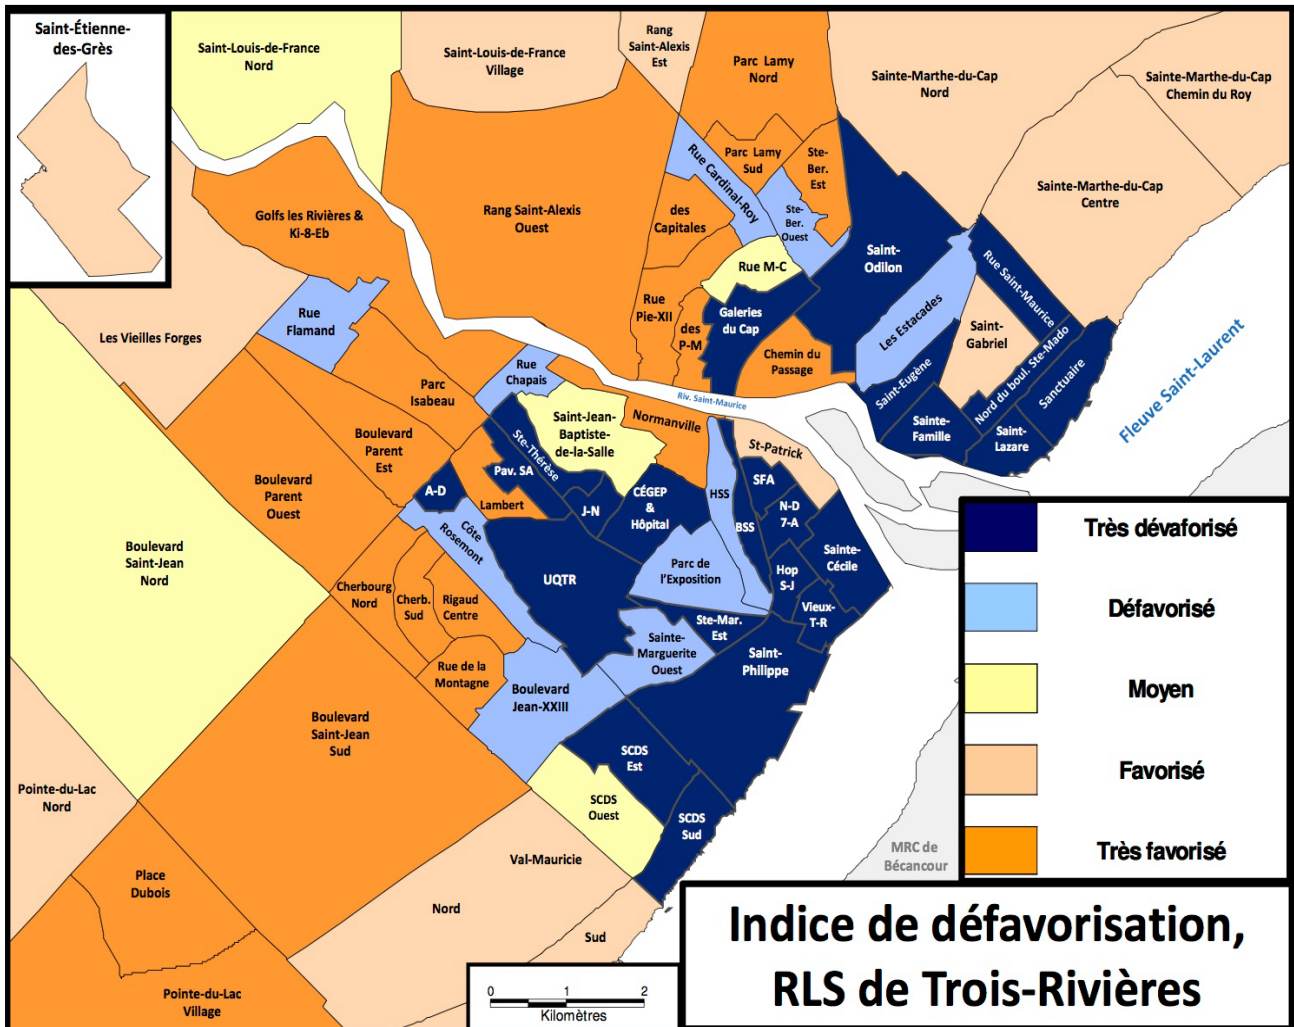 Saint-Étienne-
des-Grès
Saint-Louis-de-France
Nord
Saint-Louis-de-France
Village
Rang
Saint-Alexis
Est
Parc Lamy
Nord
Sainte-Marthe-du-Cap
Nord
Sainte-Marthe-du-Cap
Chemin du Roy
Sainte-Marthe-du-Cap
Centre
Golfs les Rivières &
Ki-8-Eb
Rang Saint-Alexis
Ouest
des
Capitales
Rue Cardinal-Roy
Parc Lamy
Sud
Ste-
Ber.
Est
Ste-
Ber.
Ouest
Saint-
Odilon
Rue M-C
Rue Saint-Maurice
Les Estacades
Rue
Flamand
Les Vieilles Forges
Rue
Pie-XII
des
P-M
Galeries
du Cap
Chemin du
Passage
Saint-
Gabriel
Nord du boul. Ste-Mado
Sanctuaire
Saint-Eugène
Sainte-
Famille
Saint-
Lazare
Fleuve Saint-Laurent
Riv. Saint-Maurice
Rue
Chapais
Parc
Isabeau
Saint-Jean-
Baptiste-
de-la-Salle
Normanville
St-Patrick
Boulevard
Parent
Est
Ste-Thérèse
Pav. SA
A-D
Lambert
J-N
CÉGEP
&
Hôpital
HSS
BSS
SFA
N-D
7-A
Sainte-
Cécile
Boulevard
Parent
Ouest
Côte
Rosemont
UQTR
Parc de
l'Exposition
Hop
S-J
Vieux-
T-R
Boulevard
Saint-Jean
Nord
Cherbourg
Nord
Cherb.
Sud
Rigaud
Centre
Rue de la
Montagne
Ste-Mar.
Est
Sainte-
Marguerite
Ouest
Saint-
Philippe
Boulevard
Jean-XXIII
Boulevard
Saint-Jean
Sud
SCDS
Est
SCDS
Ouest
SCDS
Sud
Pointe-du-Lac
Nord
Place
Dubois
Val-Mauricie
Nord
Sud
Pointe-du-Lac
Village
MRC de
Bécancour
Très dévaforisé
Défavorisé
Moyen
Favorisé
Très favorisé
0 1 2
Kilomètres
Indice de défavorisation,
RLS de Trois-Rivières